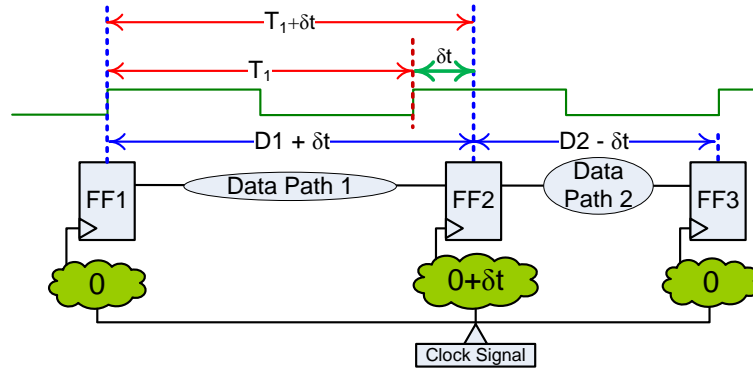 T1+δt
T1
δt
D1 + δt
D2 - δt
FF1
Data Path 1
FF2
Data
Path 2
FF3
0
0+δt
0
Clock Signal